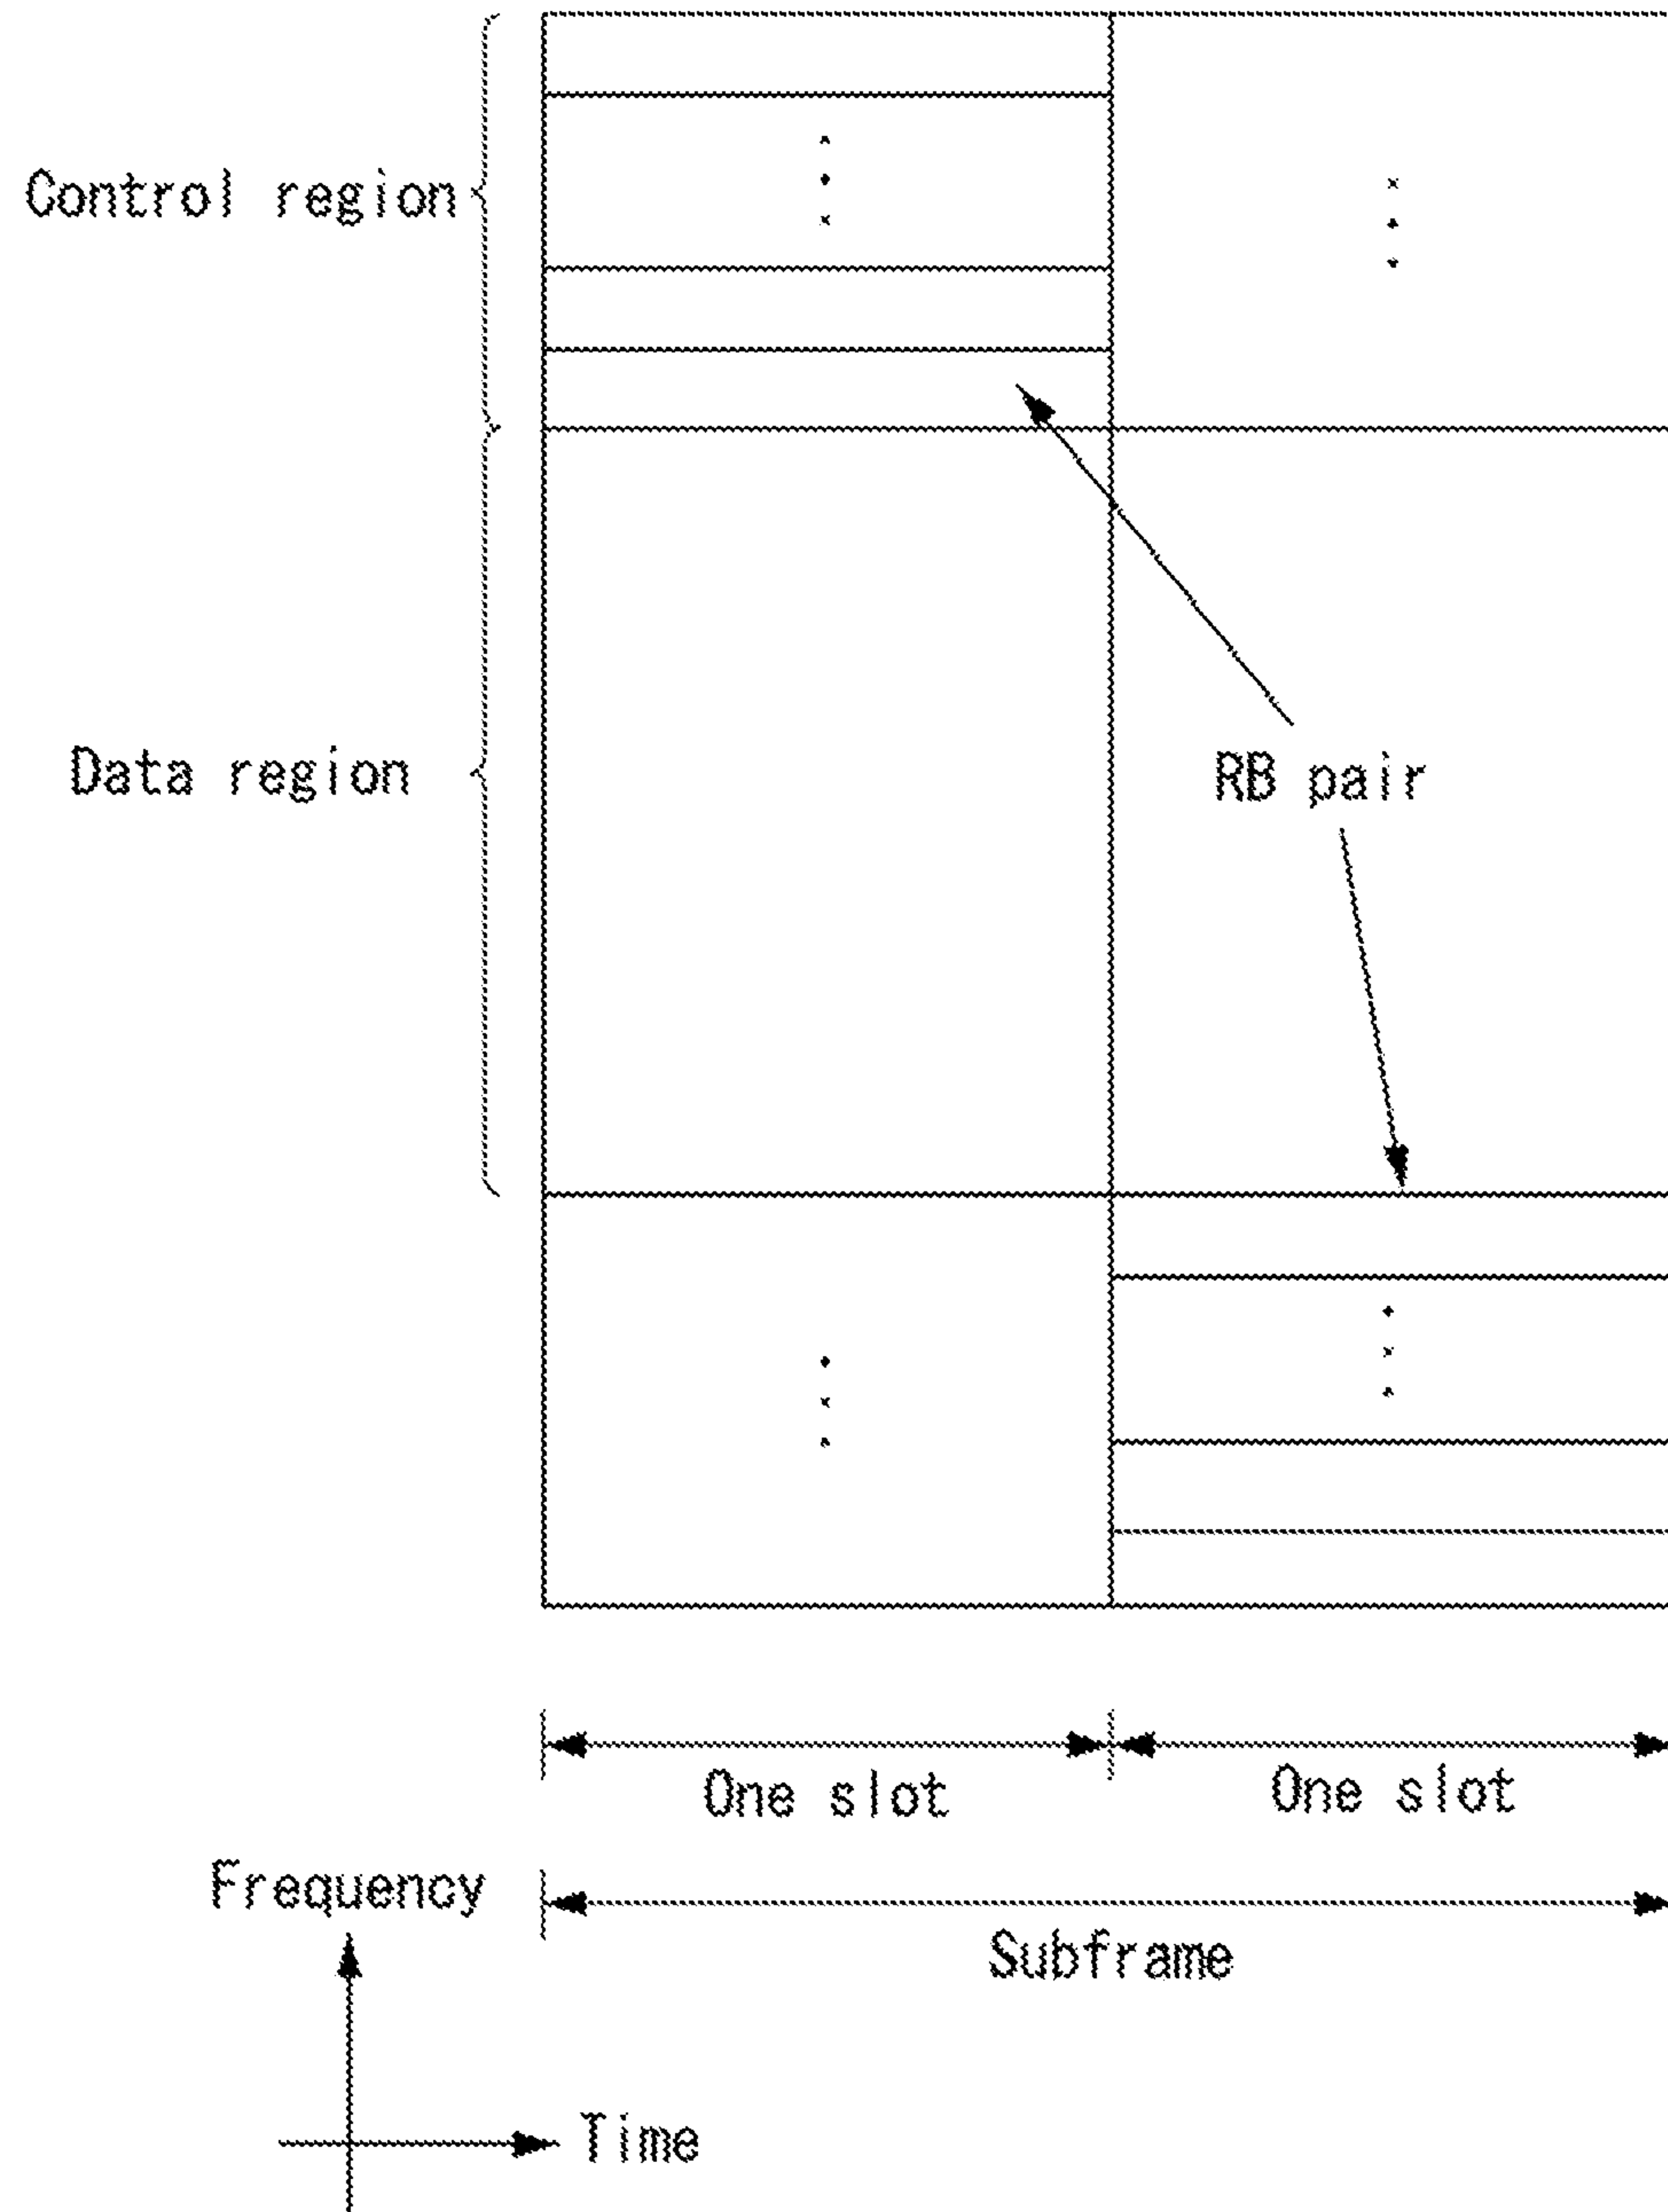 Control region
Data region
RB pair
One slot
One slot
Frequency
Subframe
Time